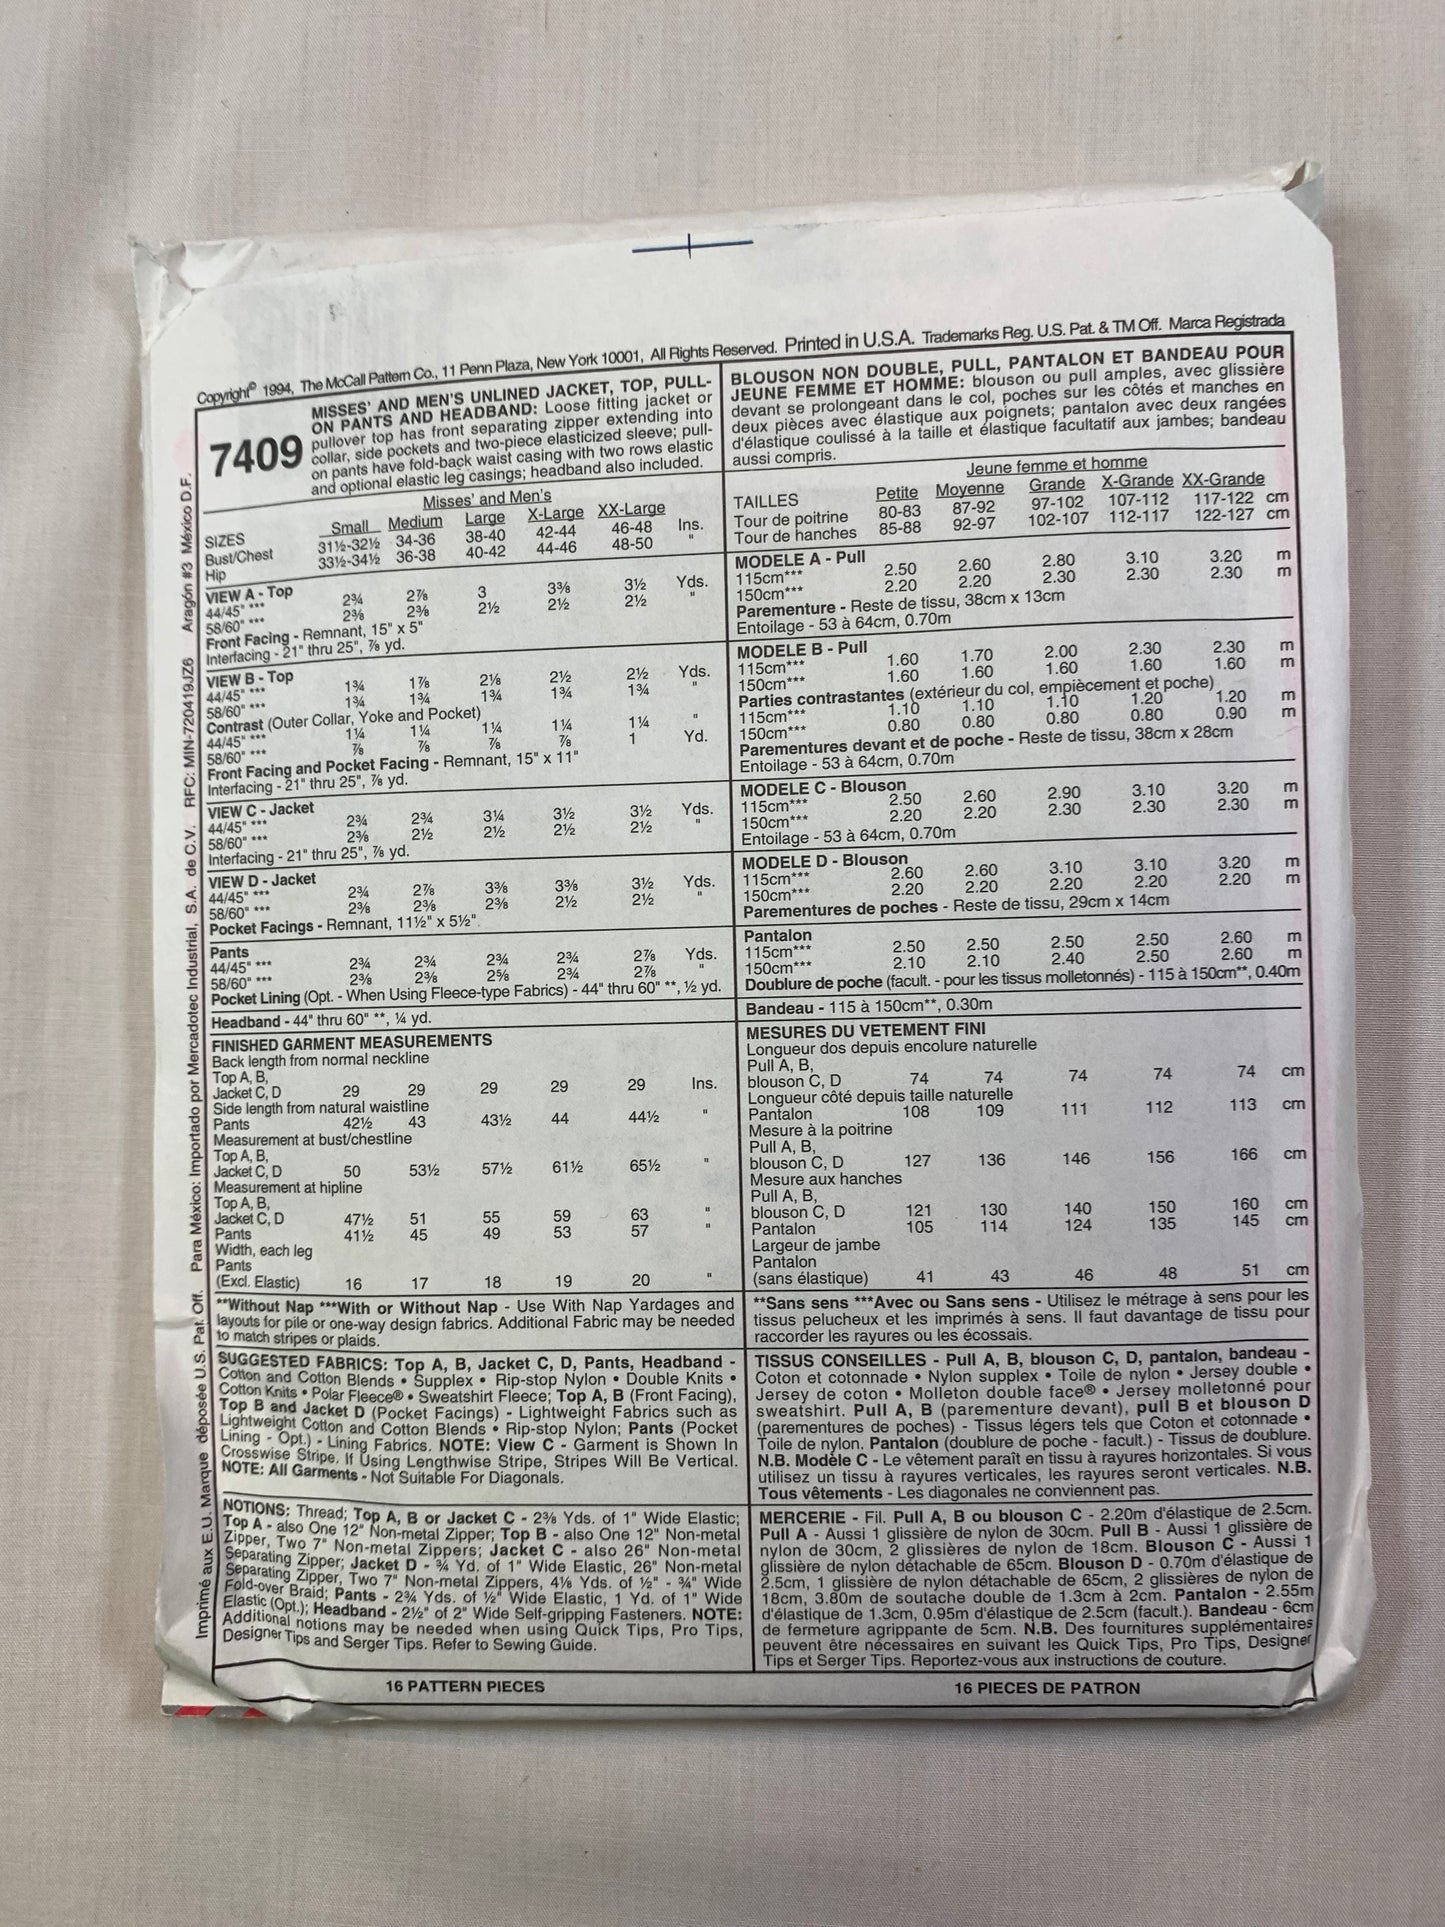 Copyright© 1994, The McCall Pattern Co., 11 Penn Plaza, New York 10001, All Rights Reserved. Printed in U.S.A. Trademarks Reg. U.S. Pat. & TM Off. Marca Registrada
7409
MISSES' AND MEN'S UNLINED JACKET, TOP, PULL-
ON PANTS AND HEADBAND: Loose fitting jacket or
pullover top has front separating zipper extending into
collar, side pockets and two-piece elasticized sleeve; pull-
on pants have fold-back waist casing with two rows elastic
and optional elastic leg casings; headband also included.
Misses' and Men's
SIZES Small Medium Large X-Large XX-Large
Bust/Chest 31½-32½ 34-36 38-40 42-44 46-48 Ins.
Hip 33½-34½ 36-38 40-42 44-46 48-50 "
VIEW A - Top
44/45" *** 2¾ 2⅞ 3 3⅜ 3½ Yds.
58/60" *** 2⅜ 2⅜ 2½ 2½ 2½ "
Front Facing - Remnant, 15" x 5"
Interfacing - 21" thru 25", ⅞ yd.
VIEW B - Top
44/45" *** 1¾ 1⅞ 2⅛ 2½ 2½ Yds.
58/60" *** 1¾ 1¾ 1¾ 1¾ 1¾ "
Contrast (Outer Collar, Yoke and Pocket)
44/45" *** 1¼ 1¼ 1¼ 1¼ 1¼ "
58/60" *** ⅞ ⅞ ⅞ ⅞ 1 Yd.
Front Facing and Pocket Facing - Remnant, 15" x 11"
Interfacing - 21" thru 25", ⅞ yd.
VIEW C - Jacket
44/45" *** 2¾ 2¾ 3¼ 3½ 3½ Yds.
58/60" *** 2⅜ 2½ 2½ 2½ 2½ "
Interfacing - 21" thru 25", ⅞ yd.
VIEW D - Jacket
44/45" *** 2¾ 2⅞ 3⅜ 3⅜ 3½ Yds.
58/60" *** 2⅜ 2⅜ 2⅜ 2½ 2½ "
Pocket Facings - Remnant, 11½" x 5½".
Pants
44/45" *** 2¾ 2¾ 2¾ 2¾ 2⅞ Yds.
58/60" *** 2⅜ 2⅜ 2⅝ 2¾ 2⅞ "
Pocket Lining (Opt. - When Using Fleece-type Fabrics) - 44" thru 60" **, ½ yd.
Headband - 44" thru 60" **, ¼ yd.
FINISHED GARMENT MEASUREMENTS
Back length from normal neckline
Top A, B,
Jacket C, D 29 29 29 29 29 Ins.
Side length from natural waistline
Pants 42½ 43 43½ 44 44½ "
Measurement at bust/chestline
Top A, B,
Jacket C, D 50 53½ 57½ 61½ 65½ "
Measurement at hipline
Top A, B,
Jacket C, D 47½ 51 55 59 63 "
Pants 41½ 45 49 53 57 "
Width, each leg
Pants
(Excl. Elastic) 16 17 18 19 20 "
**Without Nap ***With or Without Nap - Use With Nap Yardages and
layouts for pile or one-way design fabrics. Additional Fabric may be needed
to match stripes or plaids.
SUGGESTED FABRICS: Top A, B, Jacket C, D, Pants, Headband -
Cotton and Cotton Blends • Supplex • Rip-stop Nylon • Double Knits •
Cotton Knits • Polar Fleece® • Sweatshirt Fleece; Top A, B (Front Facing),
Top B and Jacket D (Pocket Facings) - Lightweight Fabrics such as
Lightweight Cotton and Cotton Blends • Rip-stop Nylon; Pants (Pocket
Lining - Opt.) - Lining Fabrics. NOTE: View C - Garment is Shown In
Crosswise Stripe. If Using Lengthwise Stripe, Stripes Will Be Vertical.
NOTE: All Garments - Not Suitable For Diagonals.
NOTIONS: Thread; Top A, B or Jacket C - 2⅜ Yds. of 1" Wide Elastic;
Top A - also One 12" Non-metal Zipper; Top B - also One 12" Non-metal
Zipper, Two 7" Non-metal Zippers; Jacket C - also 26" Non-metal
Separating Zipper; Jacket D - ¾ Yd. of 1" Wide Elastic, 26" Non-metal
Separating Zipper, Two 7" Non-metal Zippers, 4⅛ Yds. of ½" - ¾" Wide
Fold-over Braid; Pants - 2¾ Yds. of ½" Wide Elastic, 1 Yd. of 1" Wide
Elastic (Opt.); Headband - 2½" of 2" Wide Self-gripping Fasteners. NOTE:
Additional notions may be needed when using Quick Tips, Pro Tips,
Designer Tips and Serger Tips. Refer to Sewing Guide.
16 PATTERN PIECES
BLOUSON NON DOUBLE, PULL, PANTALON ET BANDEAU POUR
JEUNE FEMME ET HOMME: blouson ou pull amples, avec glissière
devant se prolongeant dans le col, poches sur les côtés et manches en
deux pièces avec élastique aux poignets; pantalon avec deux rangées
d'élastique coulissé à la taille et élastique facultatif aux jambes; bandeau
aussi compris.
Jeune femme et homme
TAILLES Petite Moyenne Grande X-Grande XX-Grande
Tour de poitrine 80-83 87-92 97-102 107-112 117-122 cm
Tour de hanches 85-88 92-97 102-107 112-117 122-127 cm
MODELE A - Pull
115cm*** 2.50 2.60 2.80 3.10 3.20 m
150cm*** 2.20 2.20 2.30 2.30 2.30 m
Parementure - Reste de tissu, 38cm x 13cm
Entoilage - 53 à 64cm, 0.70m
MODELE B - Pull
115cm*** 1.60 1.70 2.00 2.30 2.30 m
150cm*** 1.60 1.60 1.60 1.60 1.60 m
Parties contrastantes (extérieur du col, empiècement et poche)
115cm*** 1.10 1.10 1.10 1.20 1.20 m
150cm*** 0.80 0.80 0.80 0.80 0.90 m
Parementures devant et de poche - Reste de tissu, 38cm x 28cm
Entoilage - 53 à 64cm, 0.70m
MODELE C - Blouson
115cm*** 2.50 2.60 2.90 3.10 3.20 m
150cm*** 2.20 2.20 2.30 2.30 2.30 m
Entoilage - 53 à 64cm, 0.70m
MODELE D - Blouson
115cm*** 2.60 2.60 3.10 3.10 3.20 m
150cm*** 2.20 2.20 2.20 2.20 2.20 m
Parementures de poches - Reste de tissu, 29cm x 14cm
Pantalon
115cm*** 2.50 2.50 2.50 2.50 2.60 m
150cm*** 2.10 2.10 2.40 2.50 2.60 m
Doublure de poche (facult. - pour les tissus molletonnés) - 115 à 150cm**, 0.40m
Bandeau - 115 à 150cm**, 0.30m
MESURES DU VETEMENT FINI
Longueur dos depuis encolure naturelle
Pull A, B,
blouson C, D 74 74 74 74 74 cm
Longueur côté depuis taille naturelle
Pantalon 108 109 111 112 113 cm
Mesure à la poitrine
Pull A, B,
blouson C, D 127 136 146 156 166 cm
Mesure aux hanches
Pull A, B,
blouson C, D 121 130 140 150 160 cm
Pantalon 105 114 124 135 145 cm
Largeur de jambe
Pantalon
(sans élastique) 41 43 46 48 51 cm
**Sans sens ***Avec ou Sans sens - Utilisez le métrage à sens pour les
tissus pelucheux et les imprimés à sens. Il faut davantage de tissu pour
raccorder les rayures ou les écossais.
TISSUS CONSEILLES - Pull A, B, blouson C, D, pantalon, bandeau -
Coton et cotonnade • Nylon supplex • Toile de nylon • Jersey double •
Jersey de coton • Molleton double face® • Jersey molletonné pour
sweatshirt. Pull A, B (parementure devant), pull B et blouson D
(parementures de poches) - Tissus légers tels que Coton et cotonnade •
Toile de nylon. Pantalon (doublure de poche - facult.) - Tissus de doublure.
N.B. Modèle C - Le vêtement paraît en tissu à rayures horizontales. Si vous
utilisez un tissu à rayures verticales, les rayures seront verticales. N.B.
Tous vêtements - Les diagonales ne conviennent pas.
MERCERIE - Fil. Pull A, B ou blouson C - 2.20m d'élastique de 2.5cm.
Pull A - Aussi 1 glissière de nylon de 30cm. Pull B - Aussi 1 glissière de
nylon de 30cm, 2 glissières de nylon de 18cm. Blouson C - Aussi 1
glissière de nylon détachable de 65cm. Blouson D - 0.70m d'élastique de
2.5cm, 1 glissière de nylon détachable de 65cm, 2 glissières de nylon de
18cm, 3.80m de soutache double de 1.3cm à 2cm. Pantalon - 2.55m
d'élastique de 1.3cm, 0.95m d'élastique de 2.5cm (facult.). Bandeau - 6cm
de fermeture agrippante de 5cm. N.B. Des fournitures supplémentaires
peuvent être nécessaires en suivant les Quick Tips, Pro Tips, Designer
Tips et Serger Tips. Reportez-vous aux instructions de couture.
16 PIECES DE PATRON
Imprimé aux E.U. Marque déposée U.S. Pat. Off. Para México: Importado por Mercadotec Industrial, S.A. de C.V. RFC: MIN-720419JZ6 Aragón #3 México D.F.